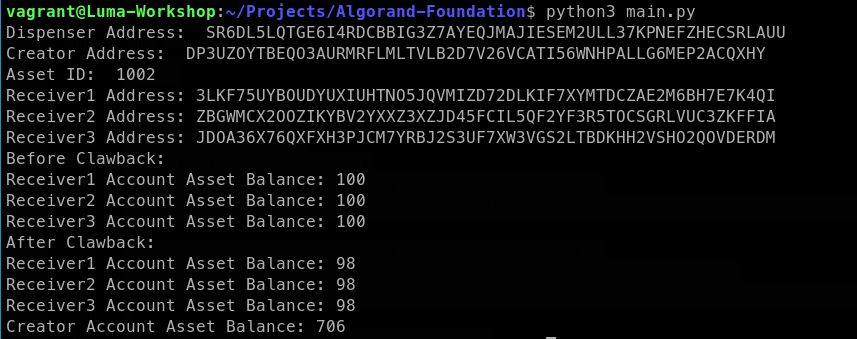 vagrant@Luma-Workshop:~/Projects/Algorand-Foundation$ python3 main.py
Dispenser Address:  SR6DL5LQTGE6I4RDCBBIG3Z7AYEQJMAJIESEM2ULL37KPNEFZHECSRLAUU
Creator Address:  DP3UZOYTBEQO3AURMRFLMLTVLB2D7V26VCATI56WNHPALLG6MEP2ACQXHY
Asset ID:  1002
Receiver1 Address: 3LKF75UYBOUDYUXIUHTNO5JQVMIZD72DLKIF7XYMTDCZAE2M6BH7E7K4QI
Receiver2 Address: ZBGWMCX2OOZIKYBV2YXXZ3XZJD45FCIL5QF2YF3R5TOCSGRLVUC3ZKFFIA
Receiver3 Address: JDOA36X76QXFXH3PJCM7YRBJ2S3UF7XW3VGS2LTBDKHH2VSHO2QOVDERDM
Before Clawback:
Receiver1 Account Asset Balance: 100
Receiver2 Account Asset Balance: 100
Receiver3 Account Asset Balance: 100
After Clawback:
Receiver1 Account Asset Balance: 98
Receiver2 Account Asset Balance: 98
Receiver3 Account Asset Balance: 98
Creator Account Asset Balance: 706